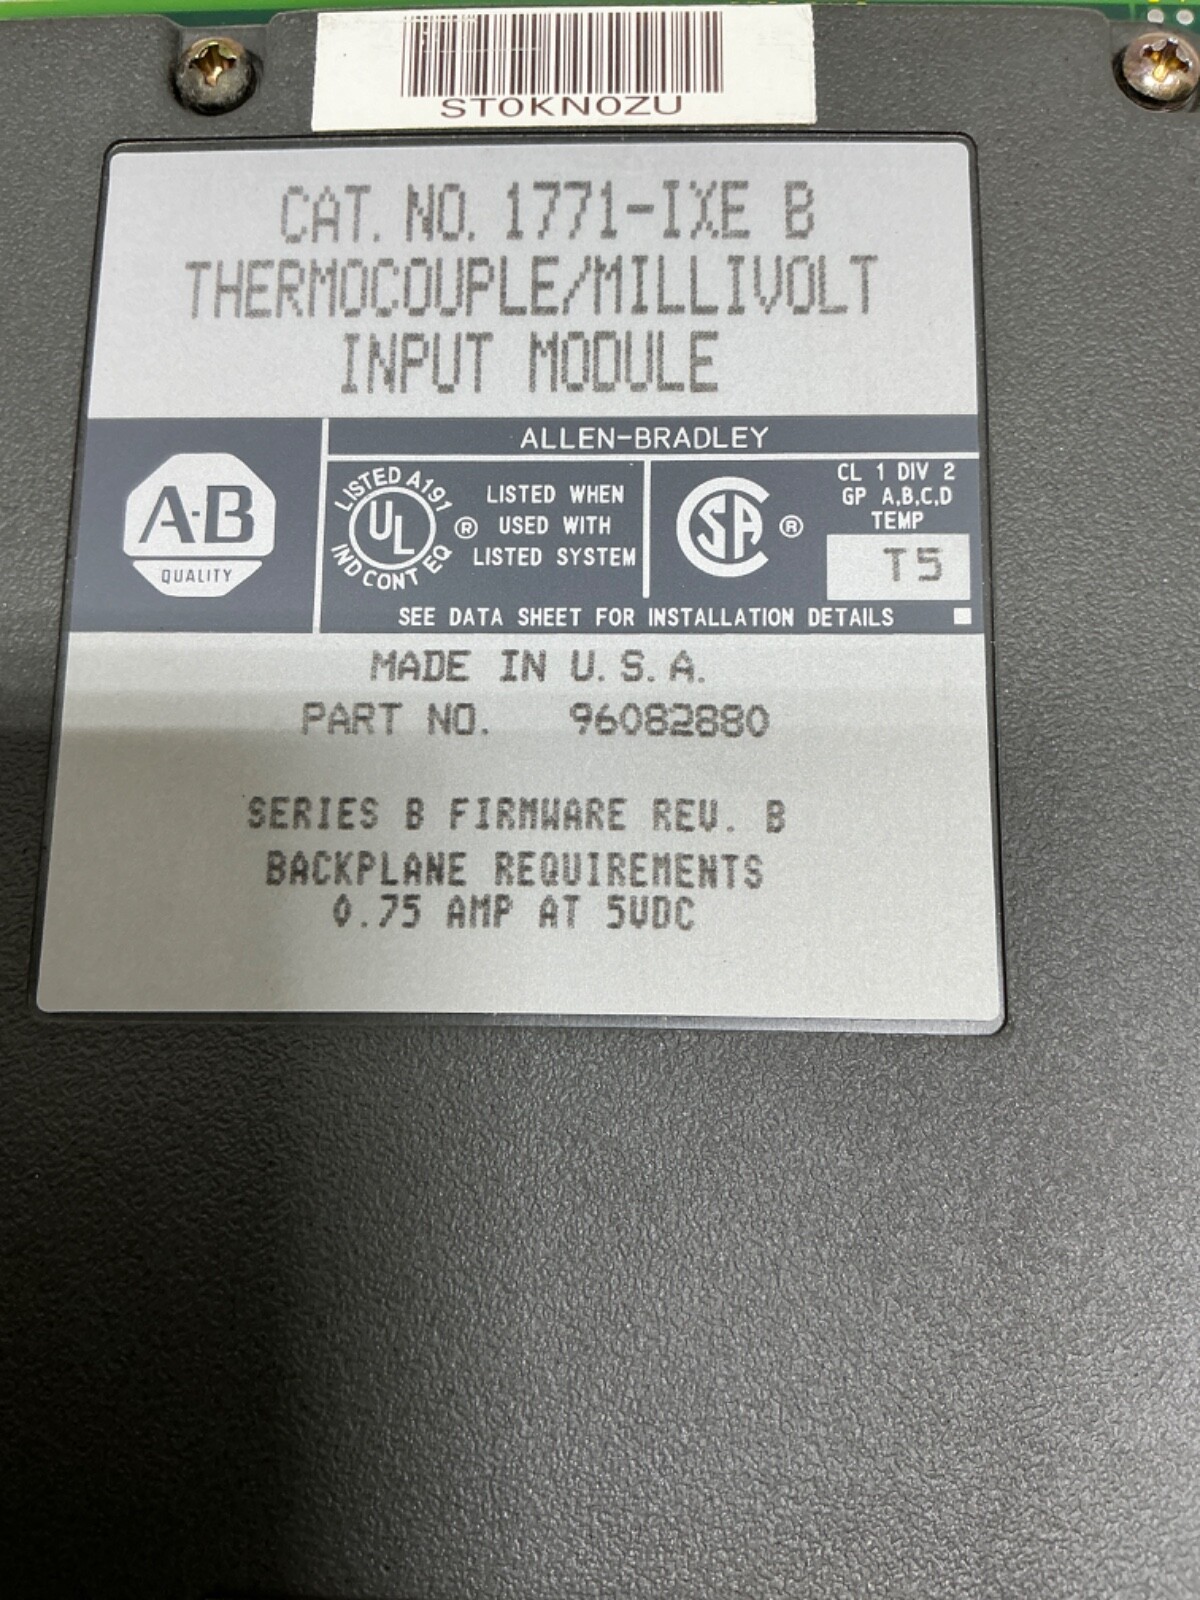 STOKNOZU
CAT. NO. 1771-IXE B
THERMOCOUPLE/MILLIVOLT
INPUT MODULE
ALLEN-BRADLEY
A·B
QUALITY
LISTED A191
UL
IND CONT EQ
®
LISTED WHEN
USED WITH
LISTED SYSTEM
SA
®
CL 1 DIV 2
GP A,B,C,D
TEMP
T5
SEE DATA SHEET FOR INSTALLATION DETAILS
MADE IN U.S.A.
PART NO. 96082880
SERIES B FIRMWARE REV. B
BACKPLANE REQUIREMENTS
0.75 AMP AT 5VDC